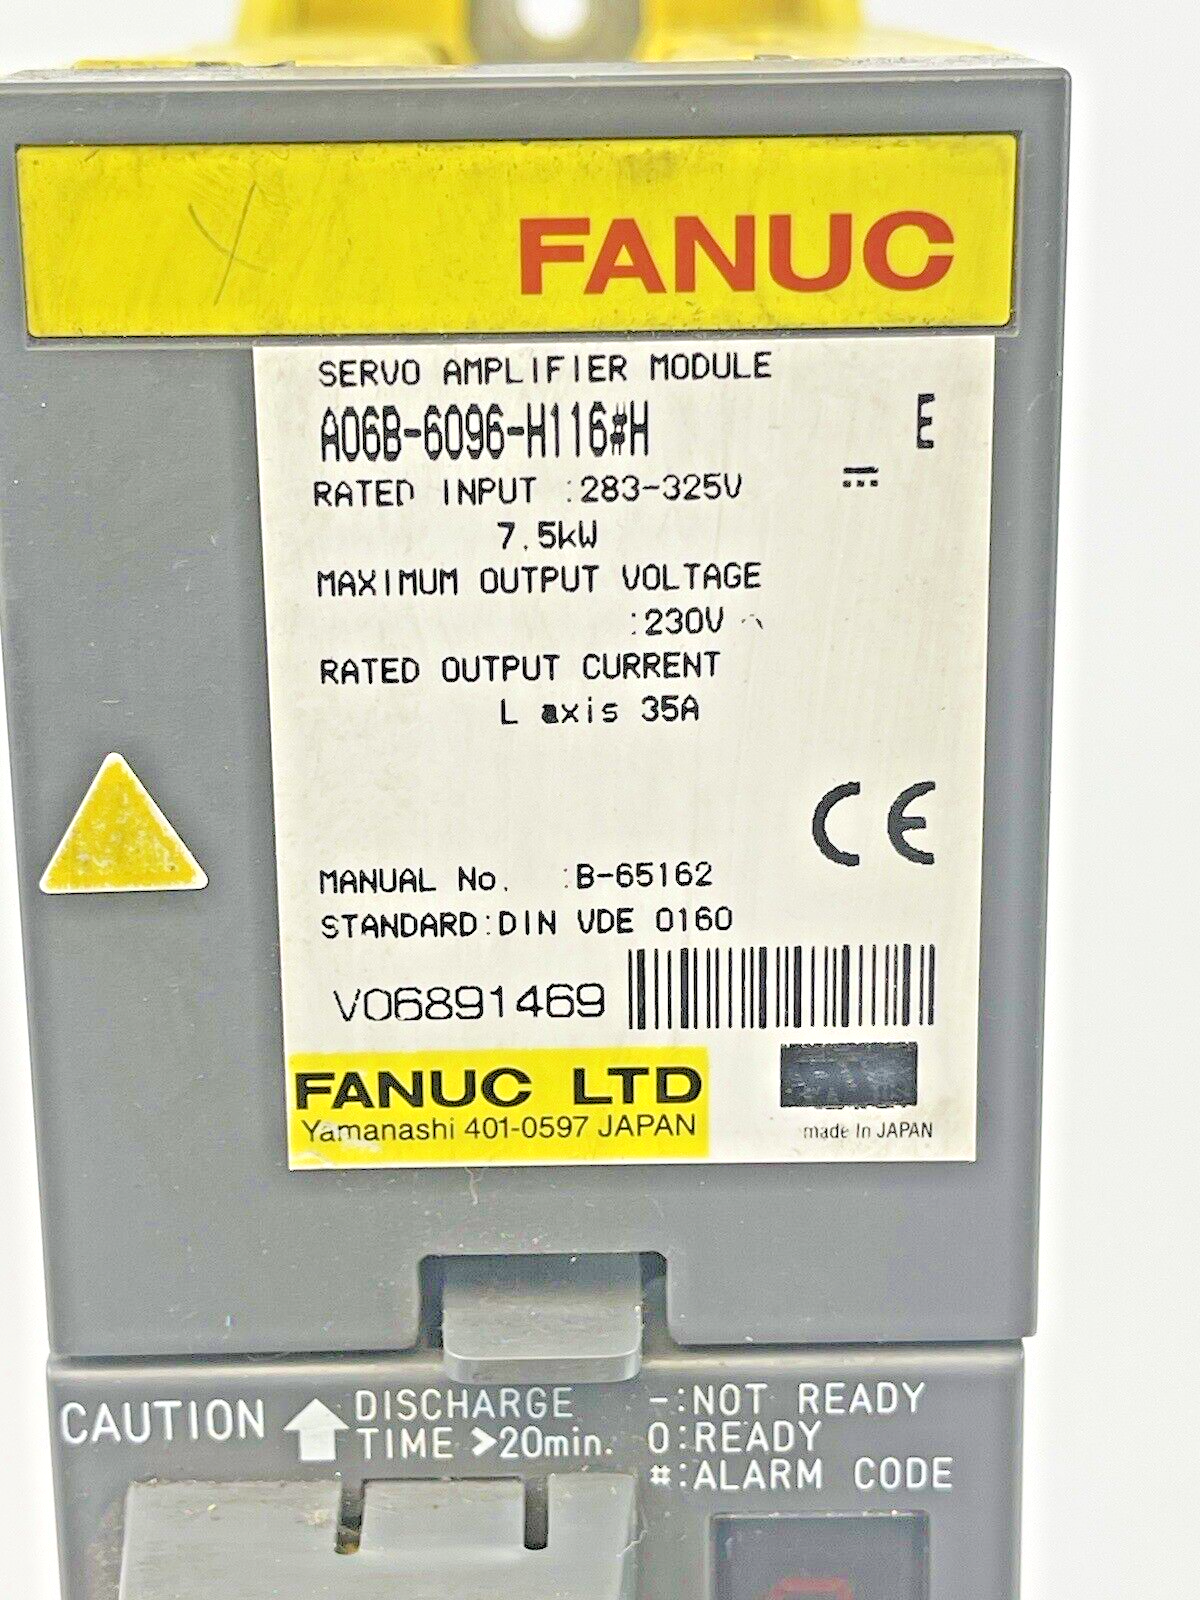 FANUC
SERVO AMPLIFIER MODULE
A06B-6096-H116#H E
RATED INPUT :283-325V
7.5kW
MAXIMUM OUTPUT VOLTAGE
:230V
RATED OUTPUT CURRENT
L axis 35A
CE
MANUAL No. :B-65162
STANDARD:DIN VDE 0160
V06891469
FANUC LTD
Yamanashi 401-0597 JAPAN
made In JAPAN
CAUTION
DISCHARGE
TIME >20min.
-:NOT READY
0:READY
#:ALARM CODE